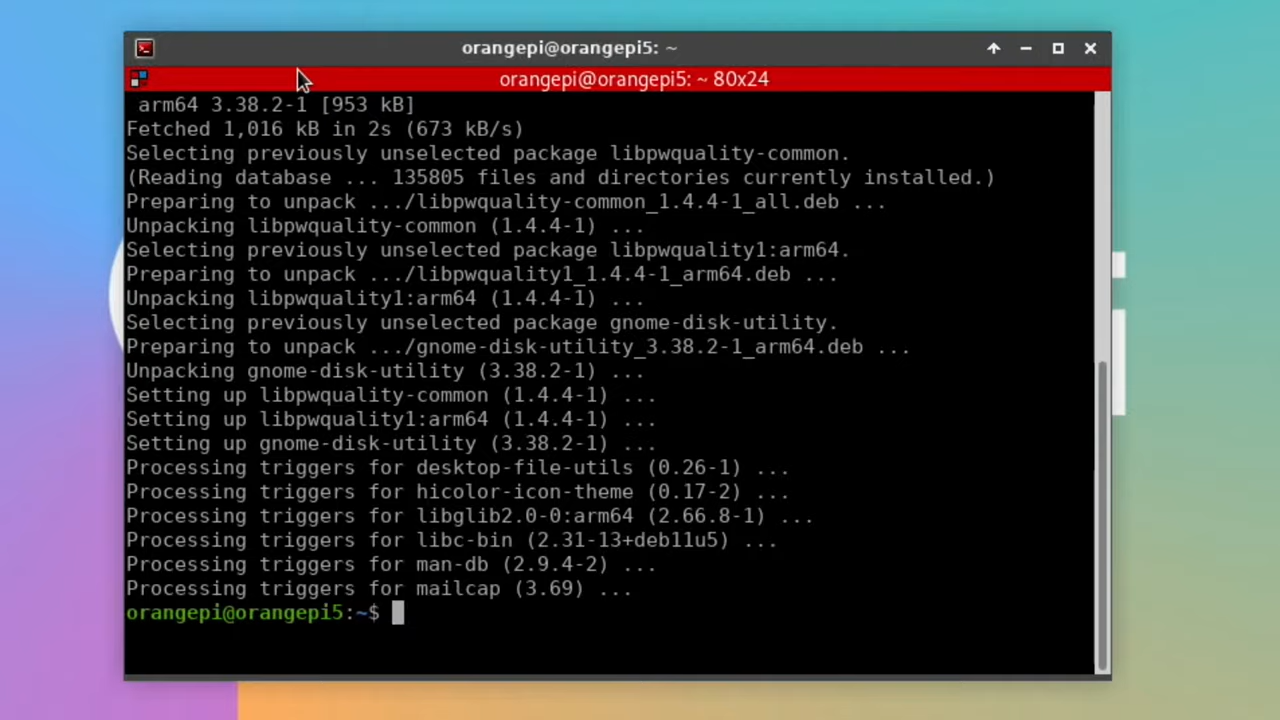 orangepi@orangepi5: ~
orangepi@orangepi5: ~ 80x24
arm64 3.38.2-1 [953 kB]
Fetched 1,016 kB in 2s (673 kB/s)
Selecting previously unselected package libpwquality-common.
(Reading database ... 135805 files and directories currently installed.)
Preparing to unpack .../libpwquality-common_1.4.4-1_all.deb ...
Unpacking libpwquality-common (1.4.4-1) ...
Selecting previously unselected package libpwquality1:arm64.
Preparing to unpack .../libpwquality1_1.4.4-1_arm64.deb ...
Unpacking libpwquality1:arm64 (1.4.4-1) ...
Selecting previously unselected package gnome-disk-utility.
Preparing to unpack .../gnome-disk-utility_3.38.2-1_arm64.deb ...
Unpacking gnome-disk-utility (3.38.2-1) ...
Setting up libpwquality-common (1.4.4-1) ...
Setting up libpwquality1:arm64 (1.4.4-1) ...
Setting up gnome-disk-utility (3.38.2-1) ...
Processing triggers for desktop-file-utils (0.26-1) ...
Processing triggers for hicolor-icon-theme (0.17-2) ...
Processing triggers for libglib2.0-0:arm64 (2.66.8-1) ...
Processing triggers for libc-bin (2.31-13+deb11u5) ...
Processing triggers for man-db (2.9.4-2) ...
Processing triggers for mailcap (3.69) ...
orangepi@orangepi5:~$